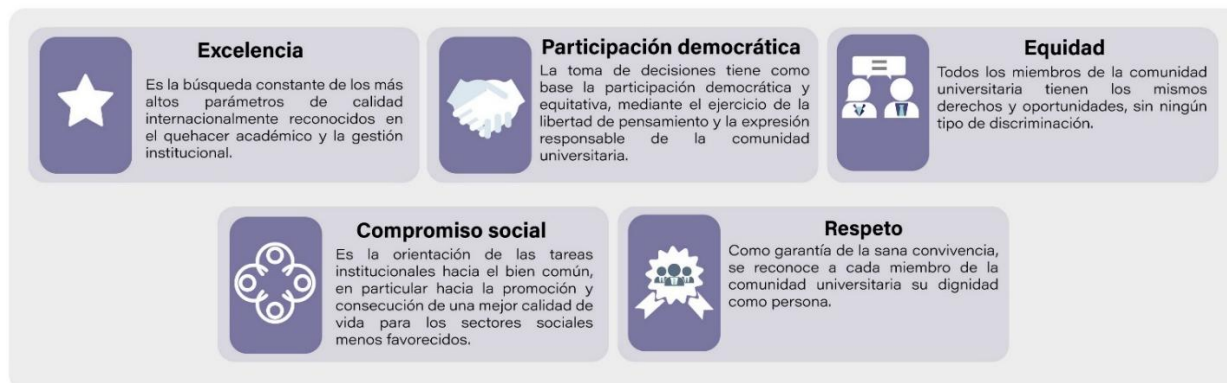 Excelencia
Es la búsqueda constante de los más
altos parámetros de calidad
internacionalmente reconocidos en
el quehacer académico y la gestión
institucional.
Participación democrática
La toma de decisiones tiene como
base la participación democrática y
equitativa, mediante el ejercicio de la
libertad de pensamiento y la expresión
responsable de la comunidad
universitaria.
Equidad
Todos los miembros de la comunidad
universitaria tienen los mismos
derechos y oportunidades, sin ningún
tipo de discriminación.
Compromiso social
Es la orientación de las tareas
institucionales hacia el bien común,
en particular hacia la promoción y
consecución de una mejor calidad de
vida para los sectores sociales
menos favorecidos.
Respeto
Como garantía de la sana convivencia,
se reconoce a cada miembro de la
comunidad universitaria su dignidad
como persona.